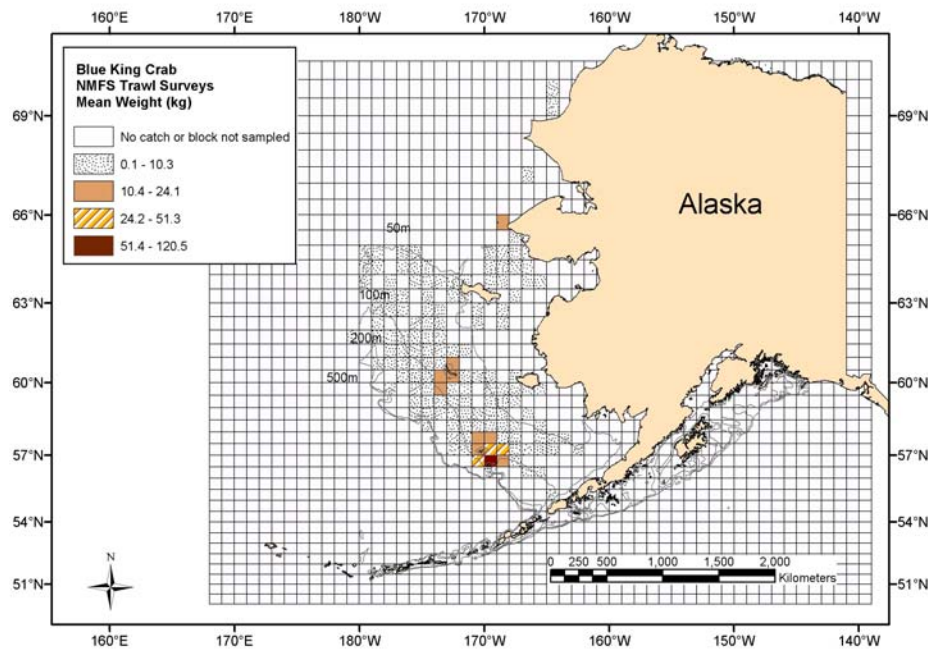 160°E 170°E 180° 170°W 160°W 150°W 140°W
Blue King Crab
NMFS Trawl Surveys
Mean Weight (kg)
No catch or block not sampled
0.1 - 10.3
10.4 - 24.1
24.2 - 51.3
51.4 - 120.5
69°N 69°N
Alaska
66°N 66°N
50m
63°N 63°N
100m
200m
60°N 60°N
500m
57°N 57°N
54°N 54°N
N
0 250 500 1,000 1,500 2,000
Kilometers
51°N 51°N
160°E 170°E 180° 170°W 160°W 150°W 140°W